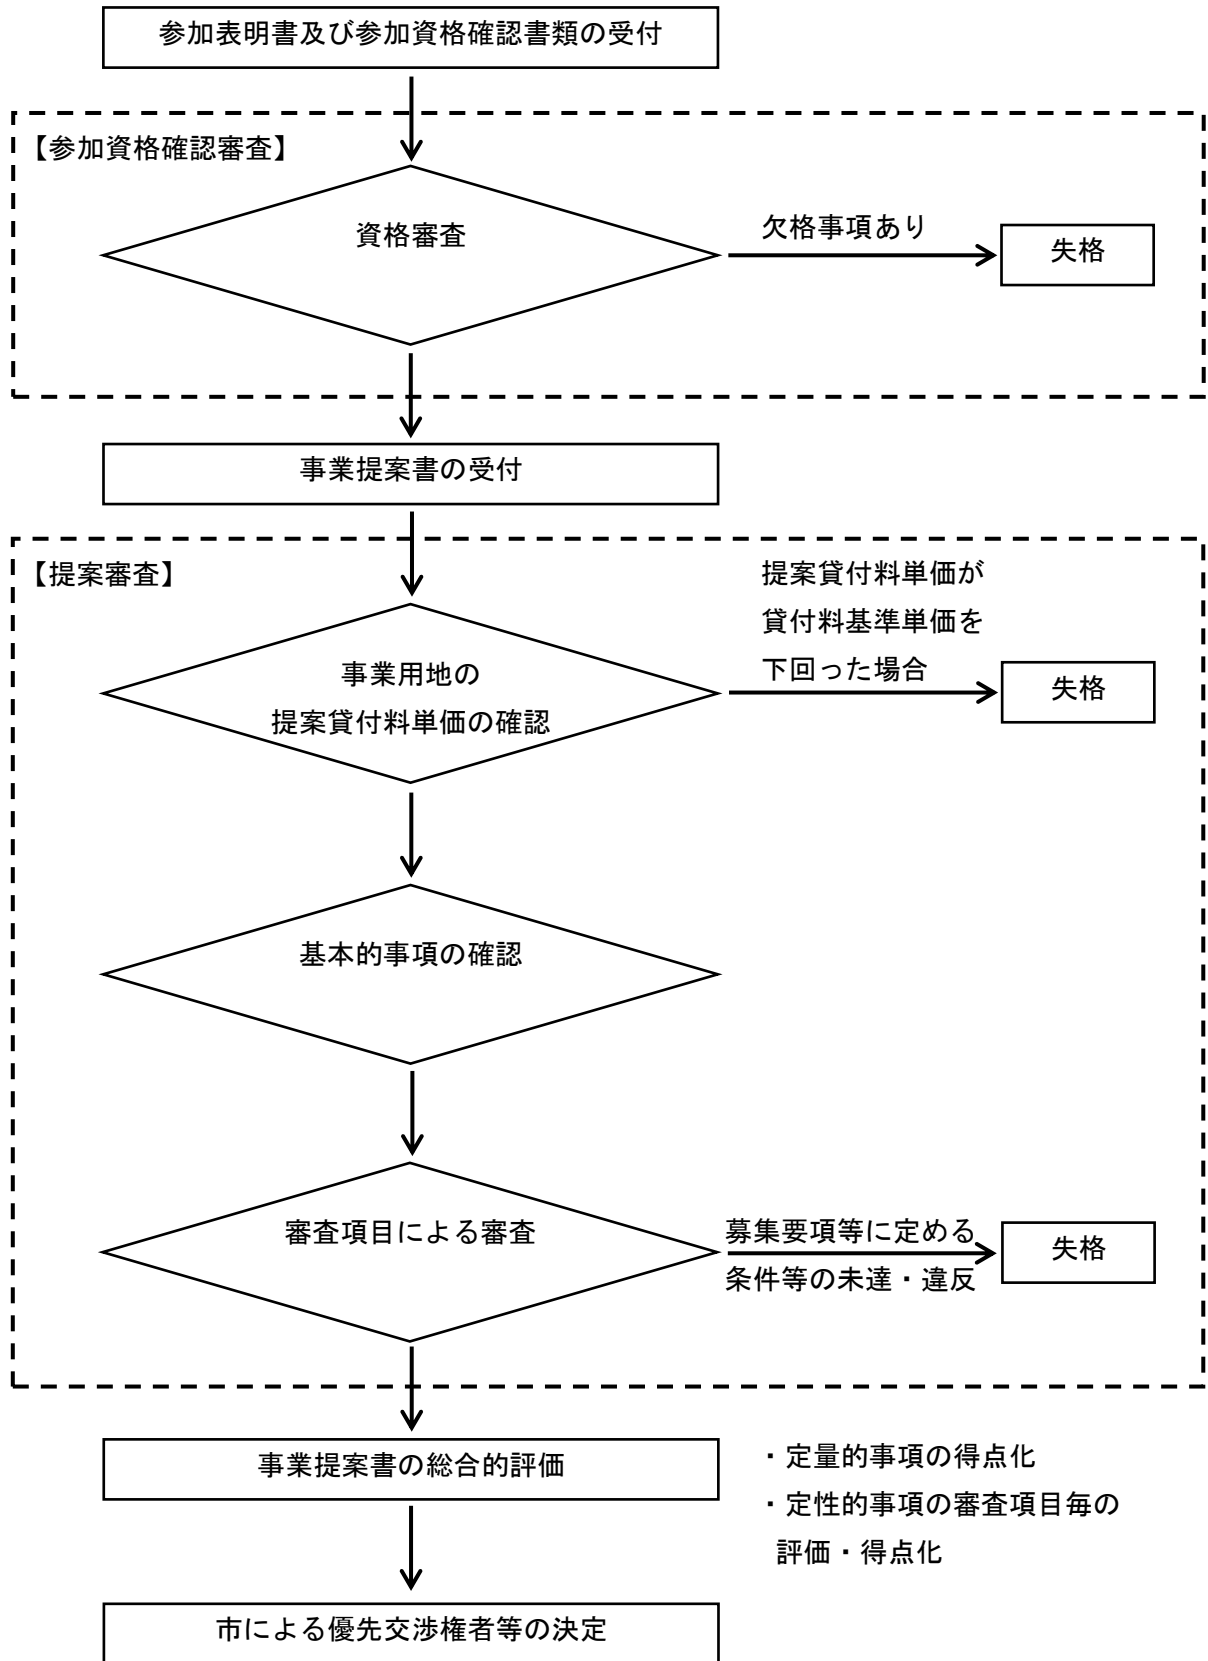 参加表明書及び参加資格確認書類の受付
【参加資格確認審査】
資格審査
欠格事項あり
失格
事業提案書の受付
【提案審査】
提案貸付料単価が
貸付料基準単価を
下回った場合
失格
事業用地の
提案貸付料単価の確認
基本的事項の確認
審査項目による審査
募集要項等に定める
条件等の未達・違反
失格
事業提案書の総合的評価
・定量的事項の得点化
・定性的事項の審査項目毎の
評価・得点化
市による優先交渉権者等の決定